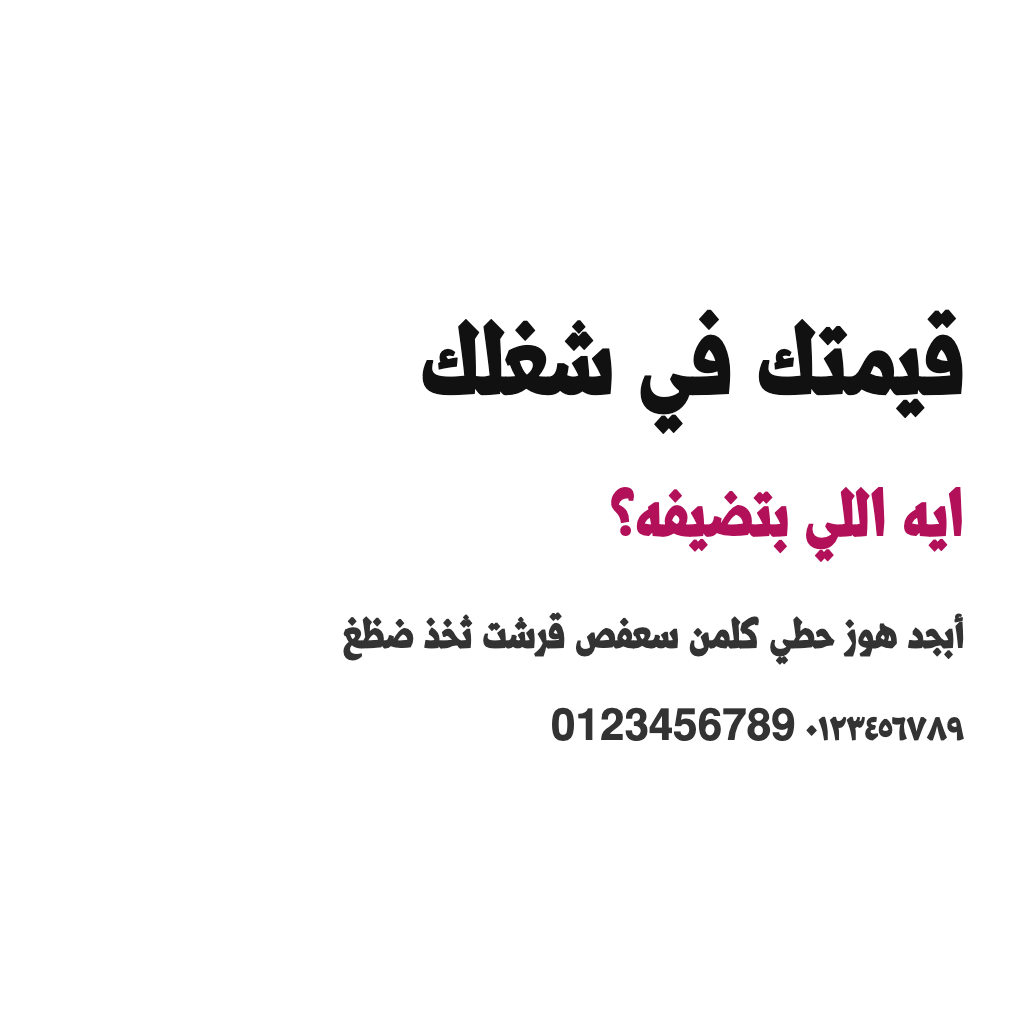 قيمتك في شغلك
ايه اللي بتضيفه؟
أبجد هوز حطي كلمن سعفص قرشت ثخذ ضظغ
٠١٢٣٤٥٦٧٨٩ 0123456789